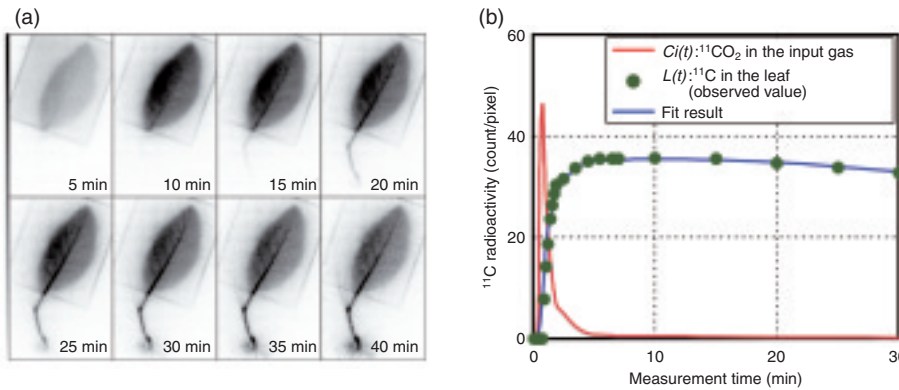 (a)
5 min
10 min
15 min
20 min
25 min
30 min
35 min
40 min
(b)
60
40
20
0
0
10
20
30
¹¹C radioactivity (count/pixel)
Measurement time (min)
Ci(t):¹¹CO₂ in the input gas
L(t):¹¹C in the leaf
(observed value)
Fit result